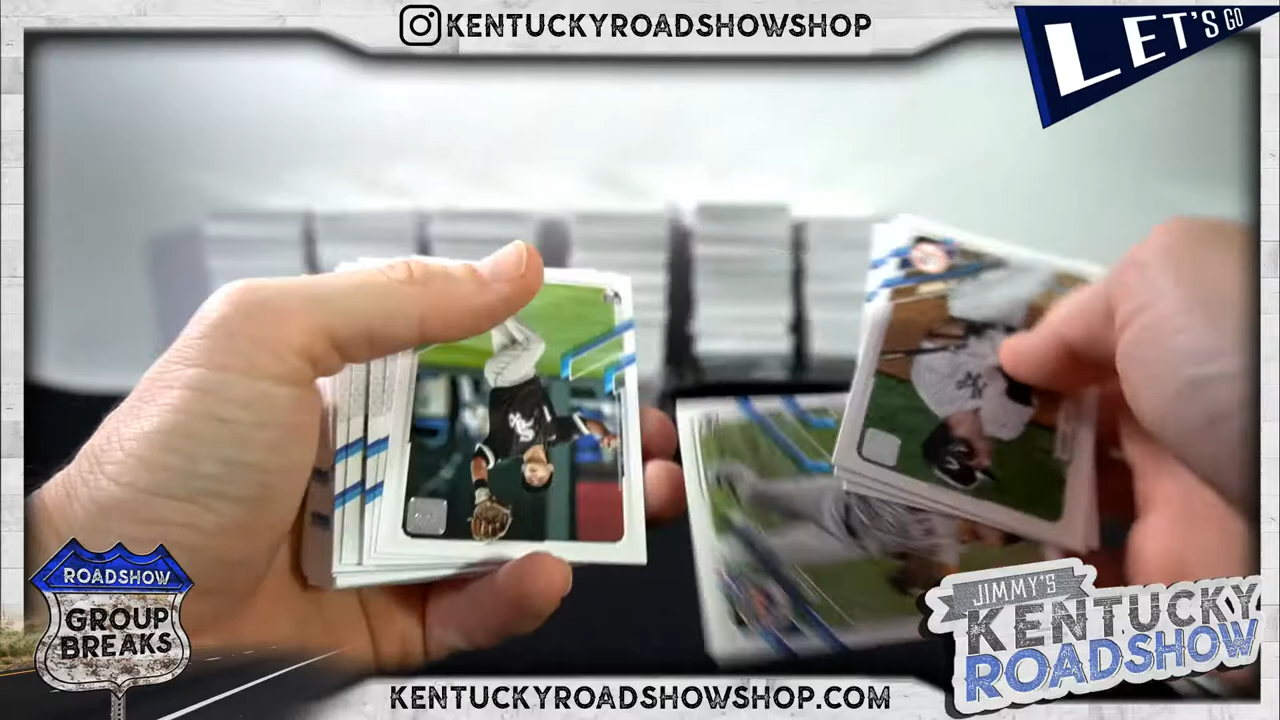 KENTUCKYROADSHOWSHOP
LET'S GO
ROADSHOW
GROUP
BREAKS
JIMMY'S
KENTUCKY
ROADSHOW
KENTUCKYROADSHOWSHOP.COM